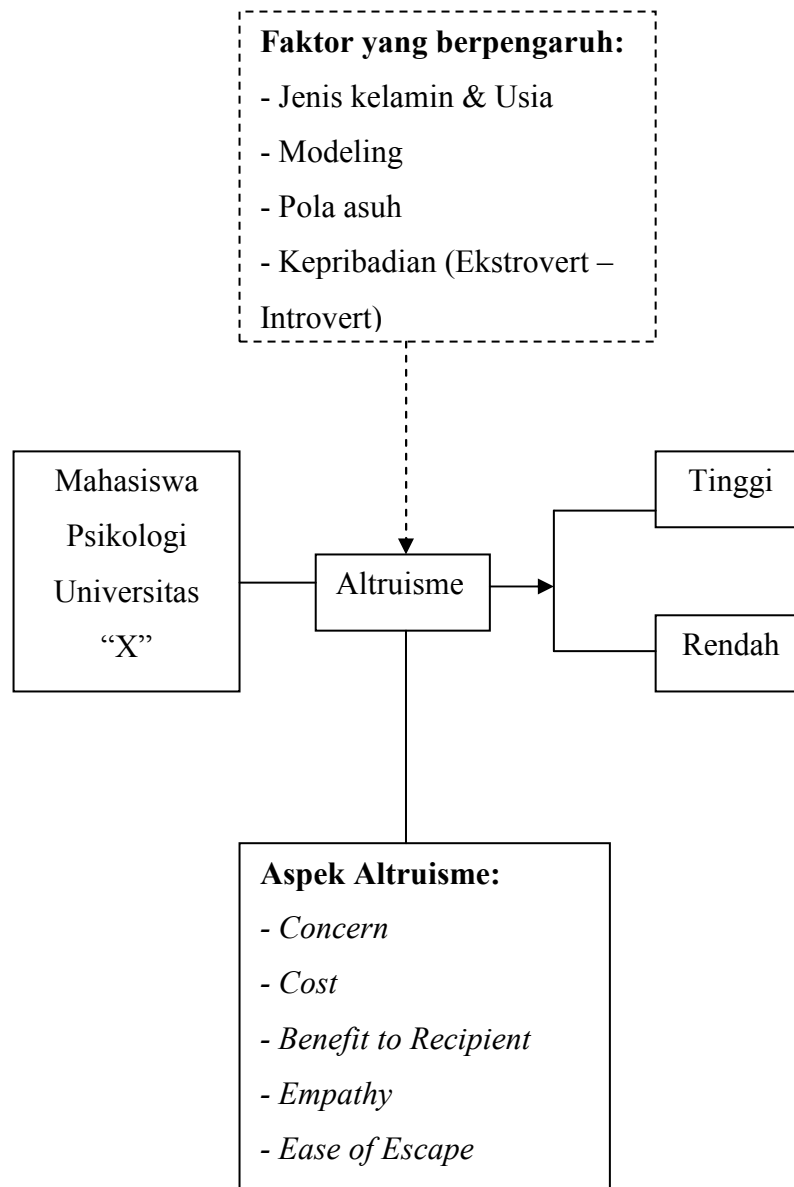 Faktor yang berpengaruh:
- Jenis kelamin & Usia
- Modeling
- Pola asuh
- Kepribadian (Ekstrovert –
Introvert)
Mahasiswa
Psikologi
Universitas
“X”
Altruisme
Tinggi
Rendah
Aspek Altruisme:
- Concern
- Cost
- Benefit to Recipient
- Empathy
- Ease of Escape